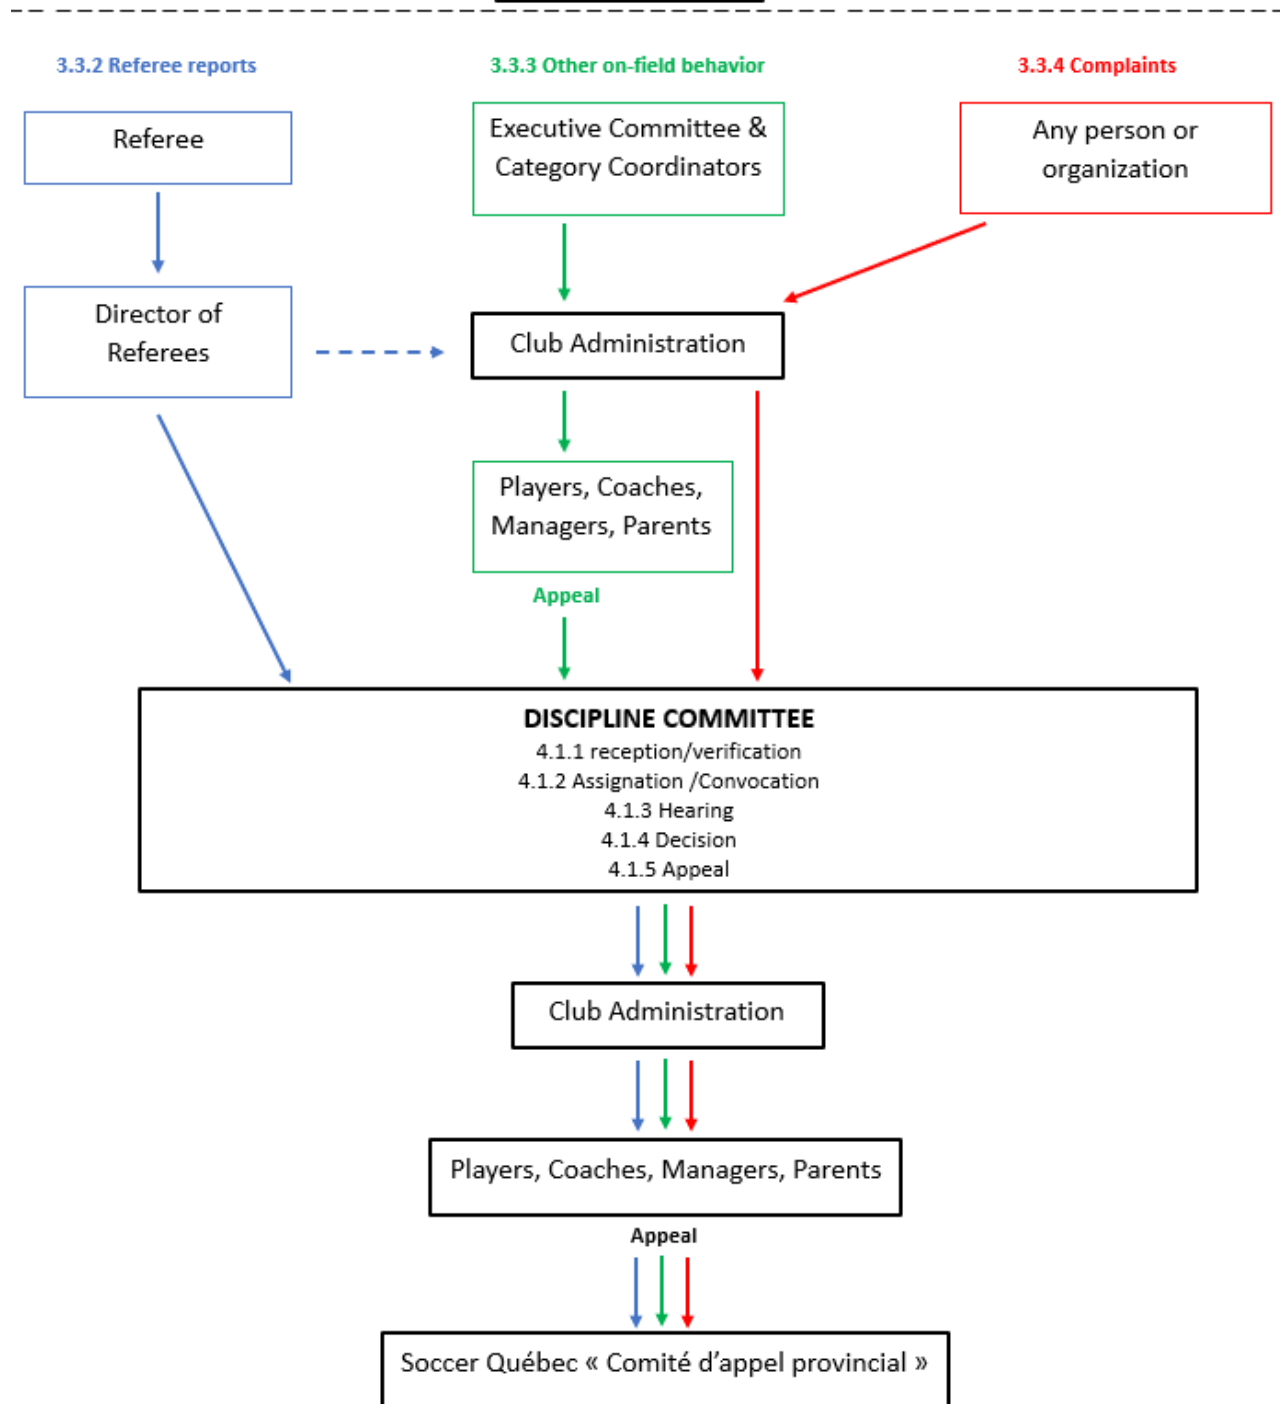 3.3.2 Referee reports
3.3.3 Other on-field behavior
3.3.4 Complaints
Referee
Executive Committee &
Category Coordinators
Any person or
organization
Director of
Referees
Club Administration
Players, Coaches,
Managers, Parents
Appeal
DISCIPLINE COMMITTEE
4.1.1 reception/verification
4.1.2 Assignation /Convocation
4.1.3 Hearing
4.1.4 Decision
4.1.5 Appeal
Club Administration
Players, Coaches, Managers, Parents
Appeal
Soccer Québec « Comité d’appel provincial »